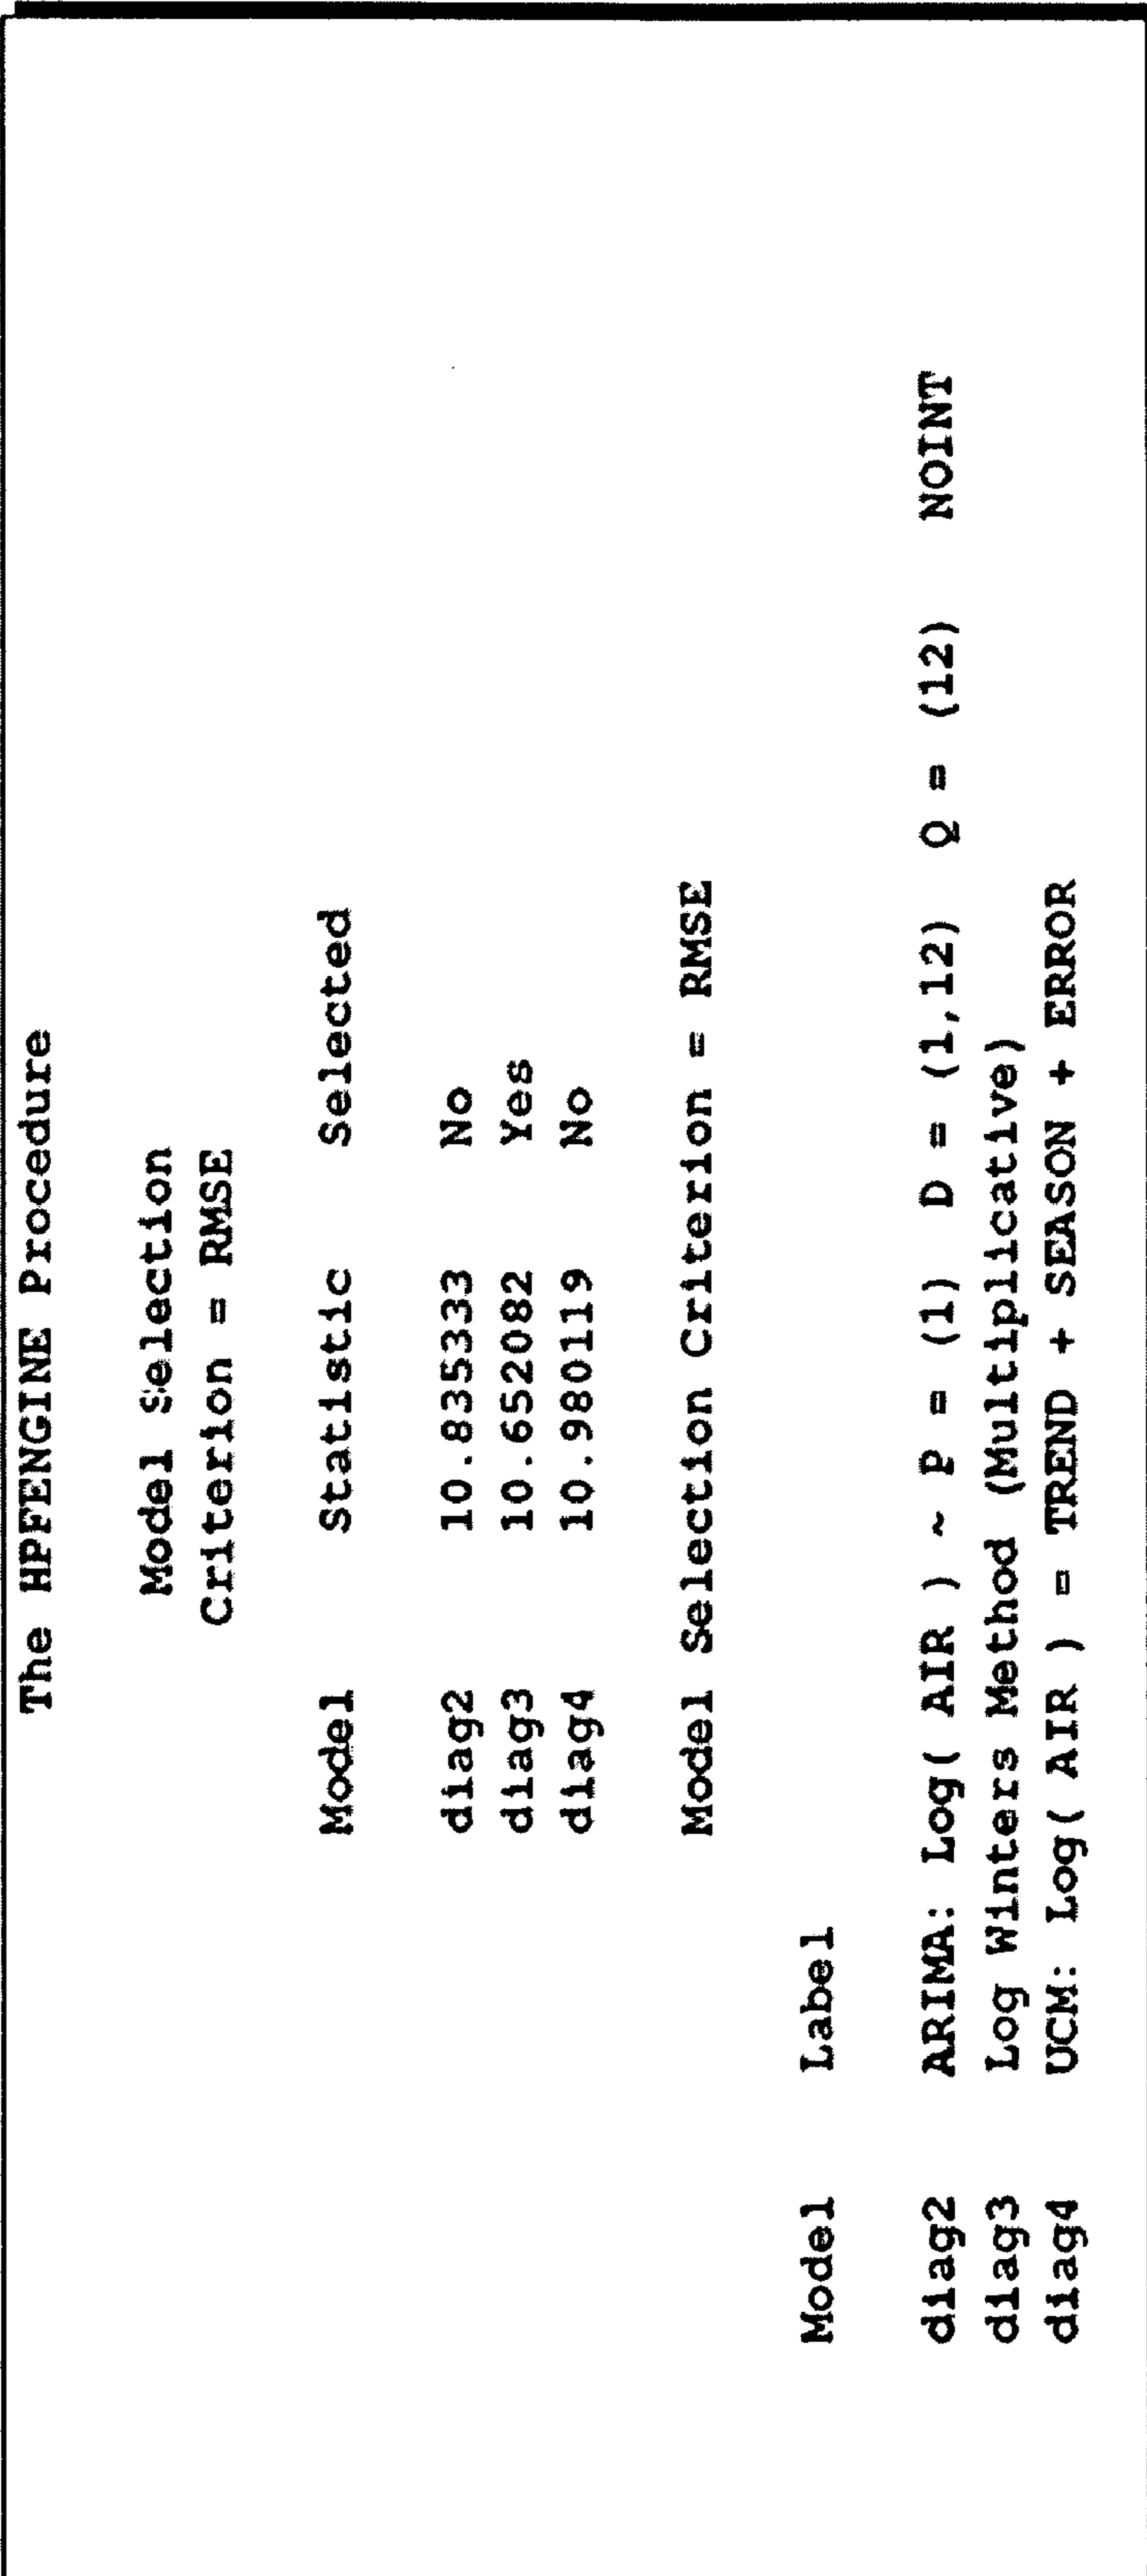 The HPFENGINE Procedure
Model Selection
Criterion = RMSE
Model Statistic Selected
diag2 10.835333 No
diag3 10.652082 Yes
diag4 10.980119 No
Model Selection Criterion = RMSE
Model Label
diag2 ARIMA: Log( AIR ) ~ P = (1) D = (1,12) Q = (12) NOINT
diag3 Log Winters Method (Multiplicative)
diag4 UCM: Log( AIR ) = TREND + SEASON + ERROR